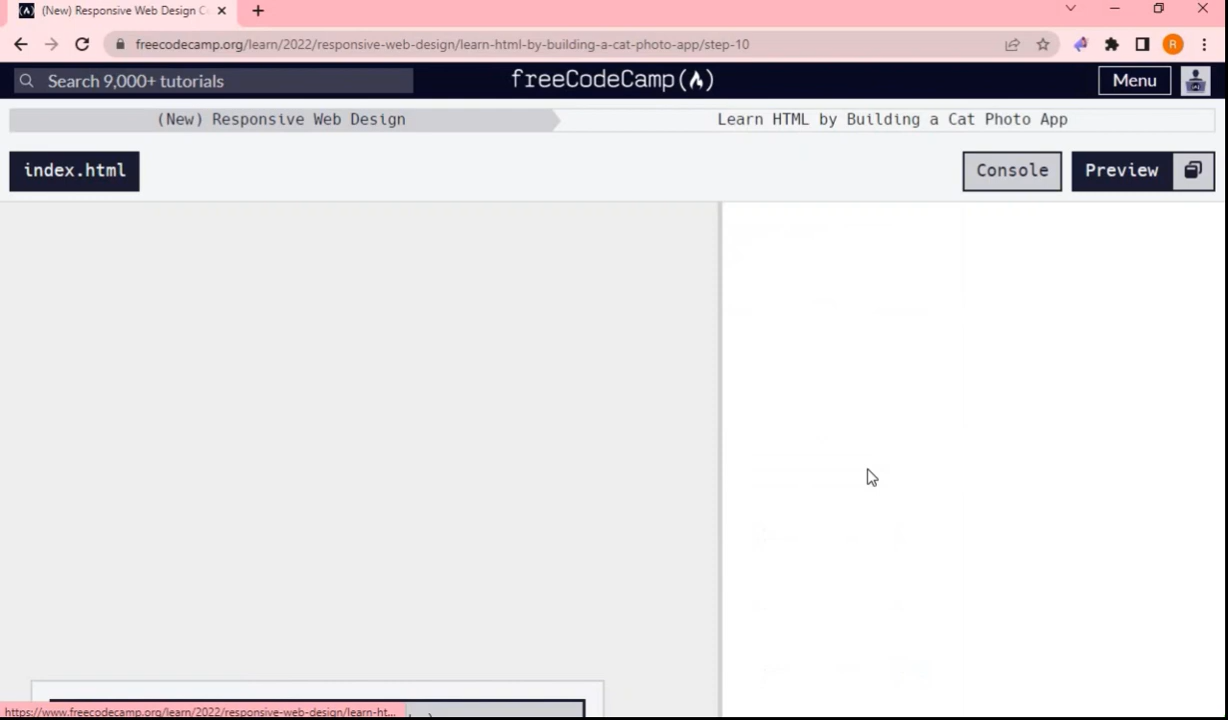 (New) Responsive Web Design C
freecodecamp.org/learn/2022/responsive-web-design/learn-html-by-building-a-cat-photo-app/step-10
R
Search 9,000+ tutorials
freeCodeCamp
Menu
(New) Responsive Web Design
Learn HTML by Building a Cat Photo App
index.html
Console
Preview
https://www.freecodecamp.org/learn/2022/responsive-web-design/learn-ht...